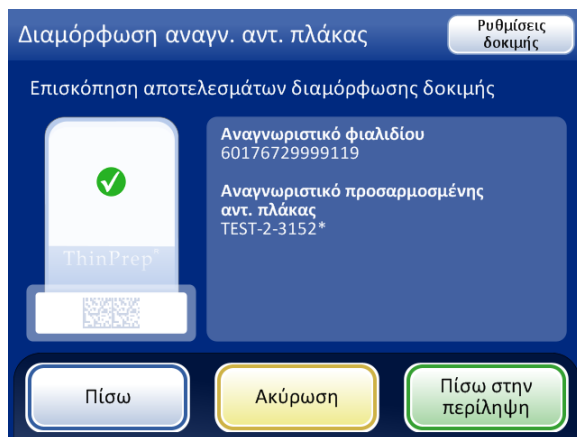 Διαμόρφωση αναγν. αντ. πλάκας
Ρυθμίσεις
δοκιμής
Επισκόπηση αποτελεσμάτων διαμόρφωσης δοκιμής
Αναγνωριστικό φιαλιδίου
60176729999119
Αναγνωριστικό προσαρμοσμένης
αντ. πλάκας
TEST-2-3152*
ThinPrep®
Πίσω
Ακύρωση
Πίσω στην
περίληψη